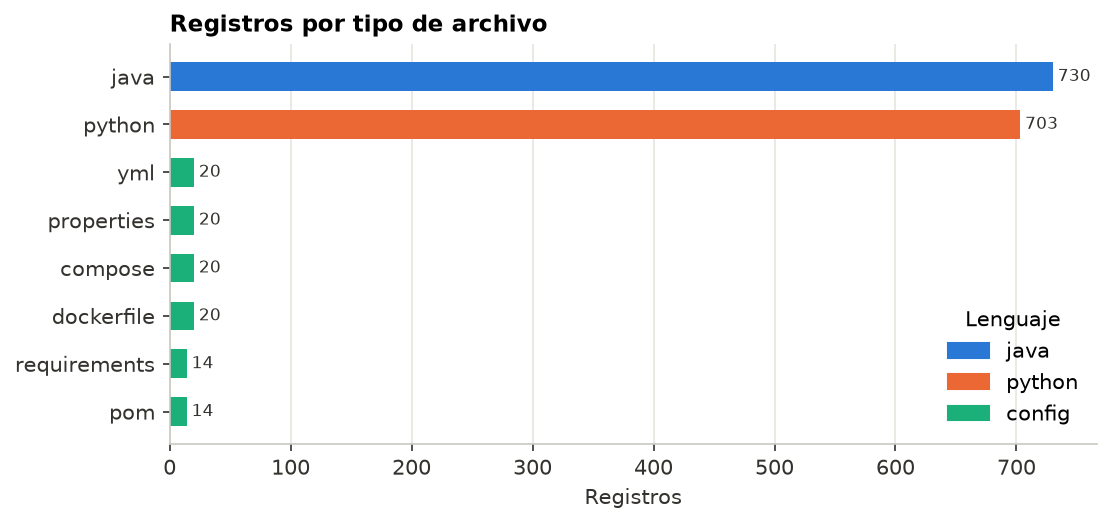 Registros por tipo de archivo
java 730
python 703
yml 20
properties 20
compose 20
dockerfile 20
requirements 14
pom 14
Lenguaje
java
python
config
0 100 200 300 400 500 600 700
Registros